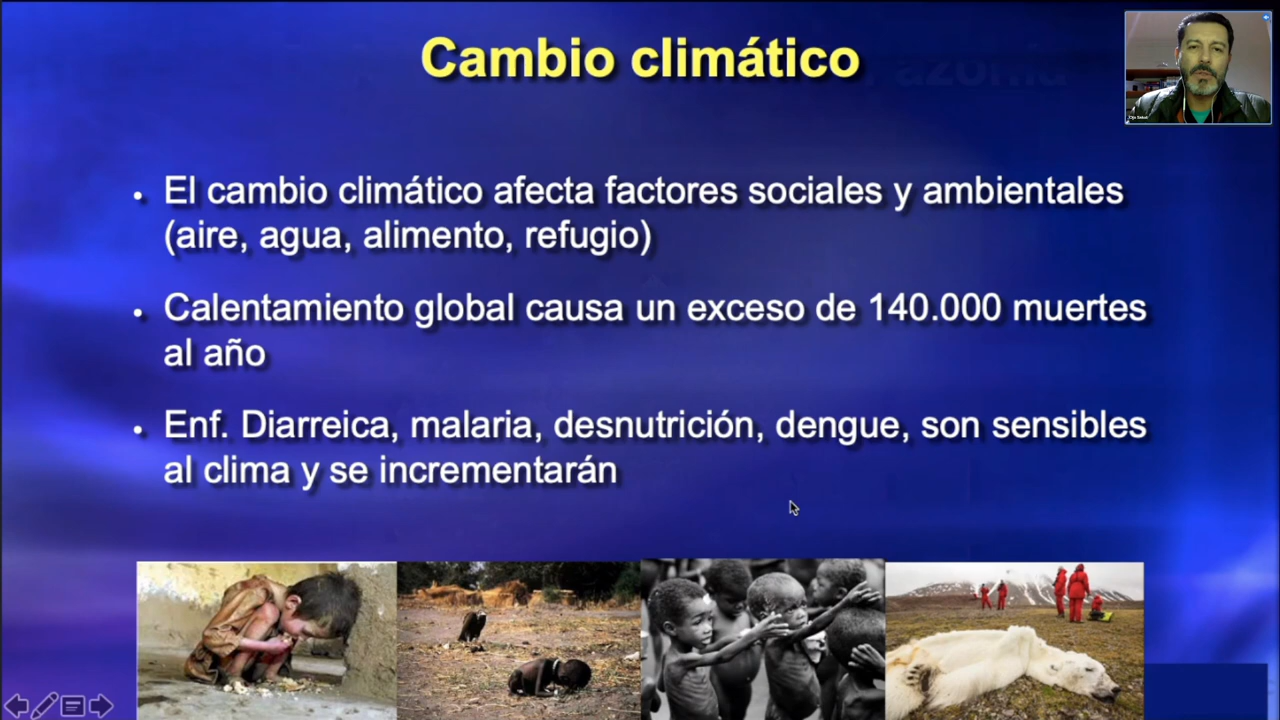 Cambio climático
El cambio climático afecta factores sociales y ambientales
(aire, agua, alimento, refugio)
Calentamiento global causa un exceso de 140.000 muertes
al año
Enf. Diarreica, malaria, desnutrición, dengue, son sensibles
al clima y se incrementarán